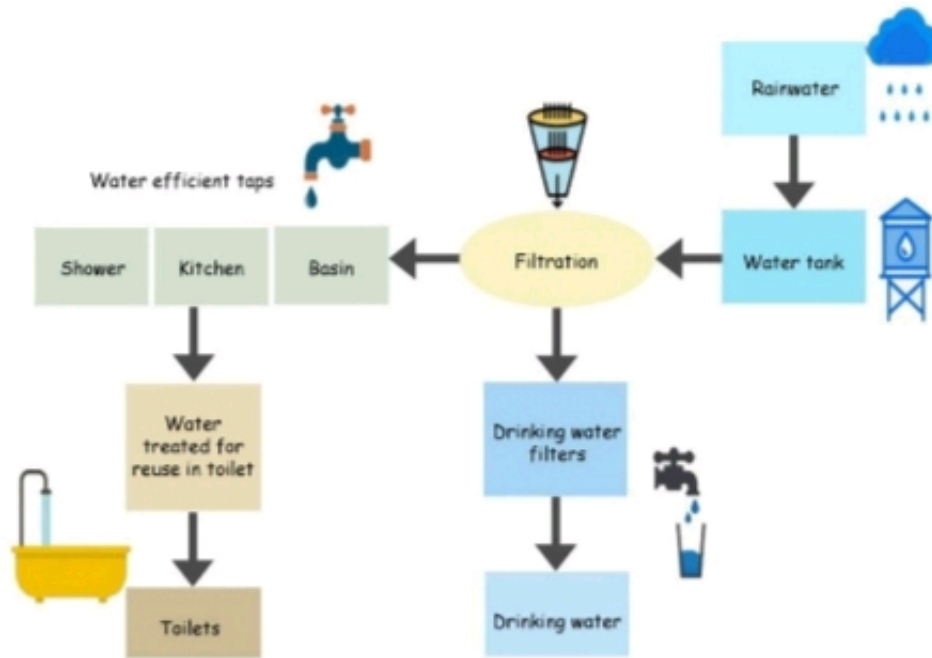 Rainwater
Water efficient taps
Shower
Kitchen
Basin
Filtration
Water tank
Water
treated for
reuse in toilet
Drinking water
filters
Toilets
Drinking water